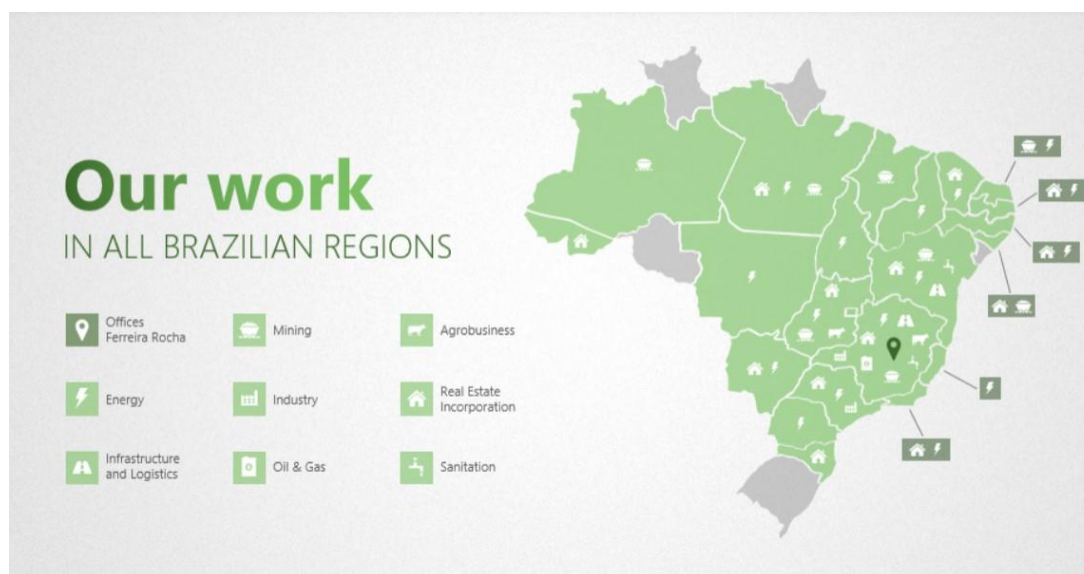 Our work
IN ALL BRAZILIAN REGIONS
Offices
Ferreira Rocha
Mining
Agrobusiness
Energy
Industry
Real Estate
Incorporation
Infrastructure
and Logistics
Oil & Gas
Sanitation